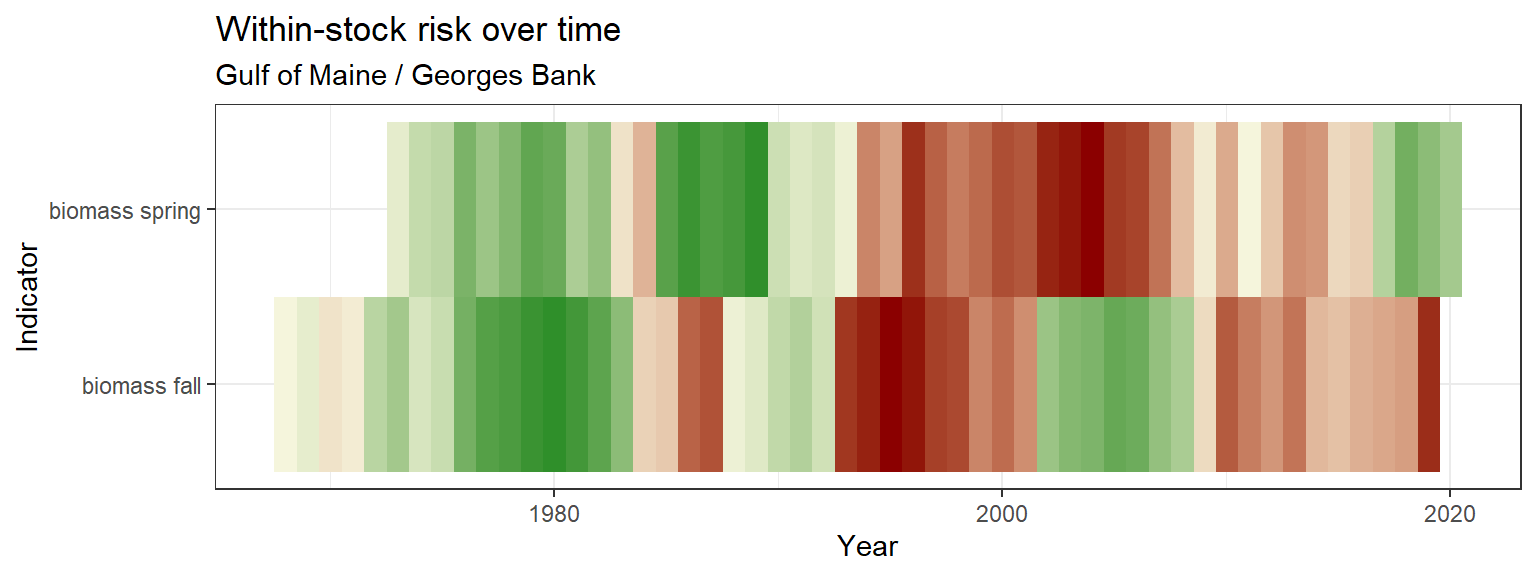 Within-stock risk over time
Gulf of Maine / Georges Bank
Indicator
biomass spring
biomass fall
1980
2000
2020
Year